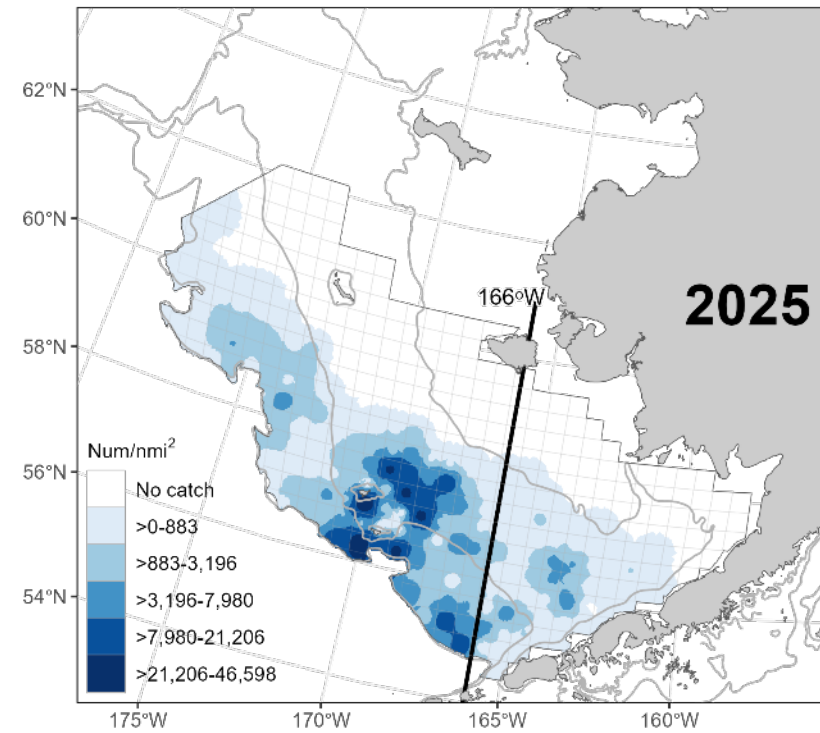 62°N
60°N
58°N
56°N
54°N
166°W
2025
Num/nmi²
No catch
>0-883
>883-3,196
>3,196-7,980
>7,980-21,206
>21,206-46,598
175°W
170°W
165°W
160°W